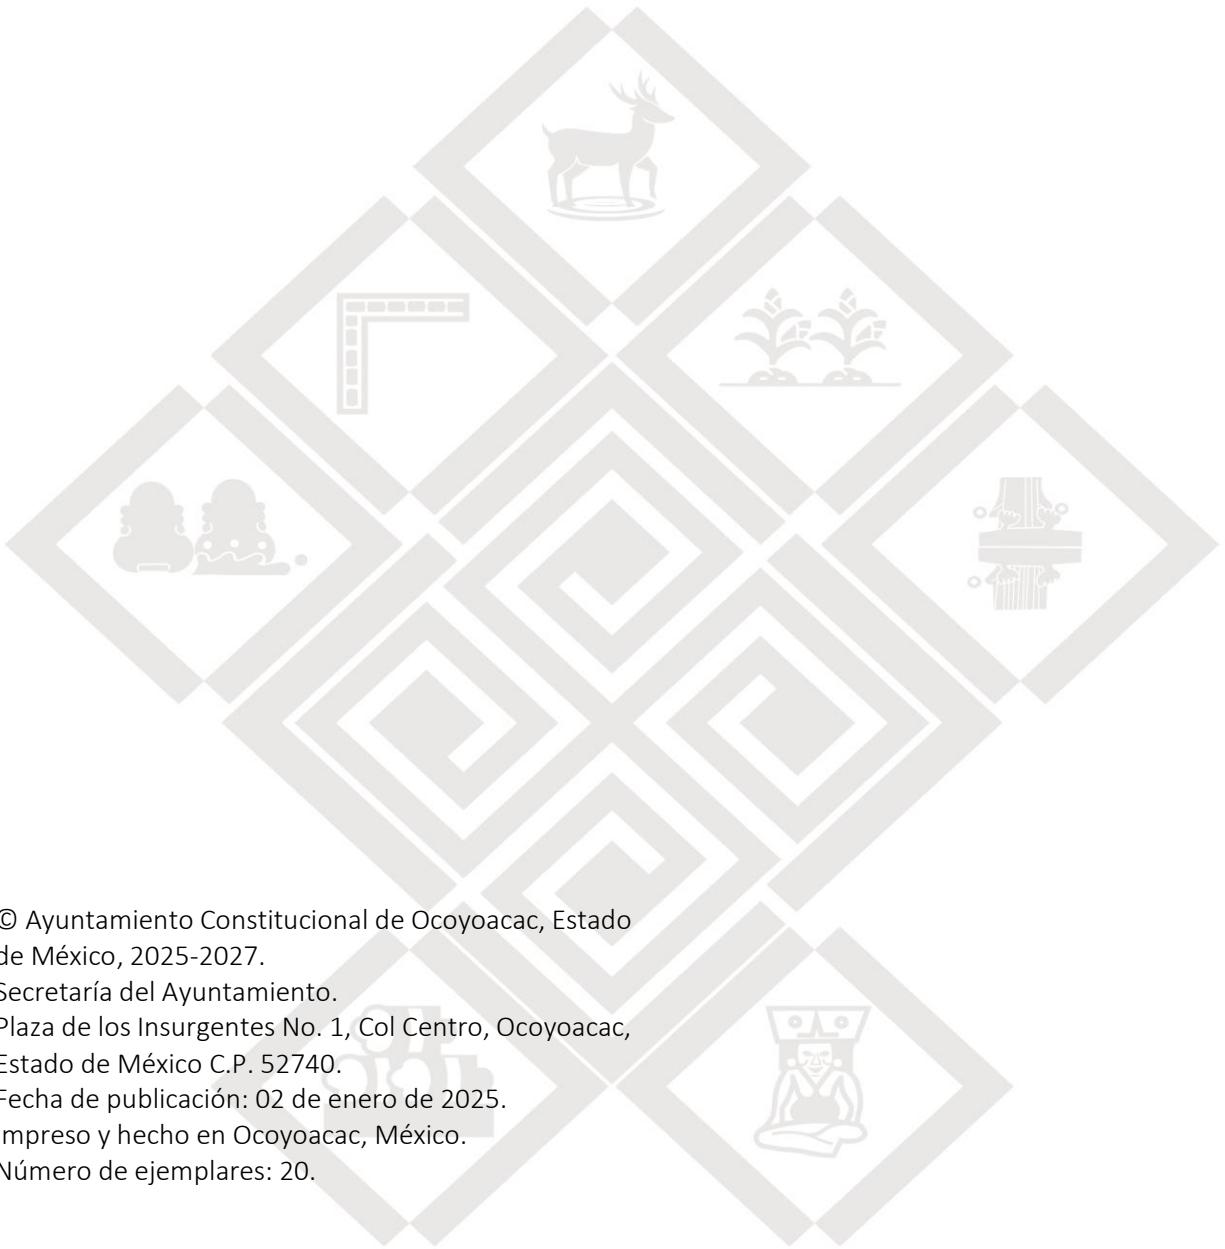 © Ayuntamiento Constitucional de Ocoyoacac, Estado
de México, 2025-2027.
Secretaría del Ayuntamiento.
Plaza de los Insurgentes No. 1, Col Centro, Ocoyoacac,
Estado de México C.P. 52740.
Fecha de publicación: 02 de enero de 2025.
Impreso y hecho en Ocoyoacac, México.
Número de ejemplares: 20.